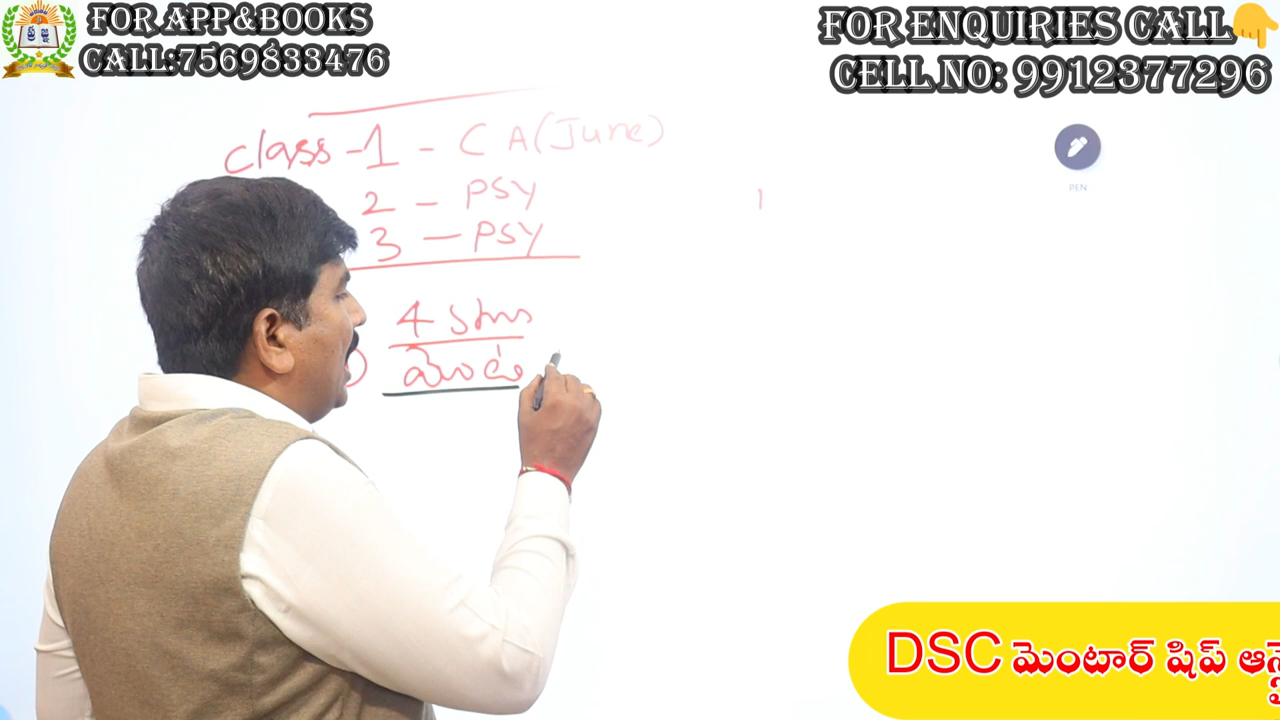 FOR APP&BOOKS
CALL:7569833476
FOR ENQUIRIES CALL
CELL NO: 9912377296
Class - 1 - CA (June)
2 - PSY
3 - PSY
4
PEN
DSC మెంటార్ షిప్